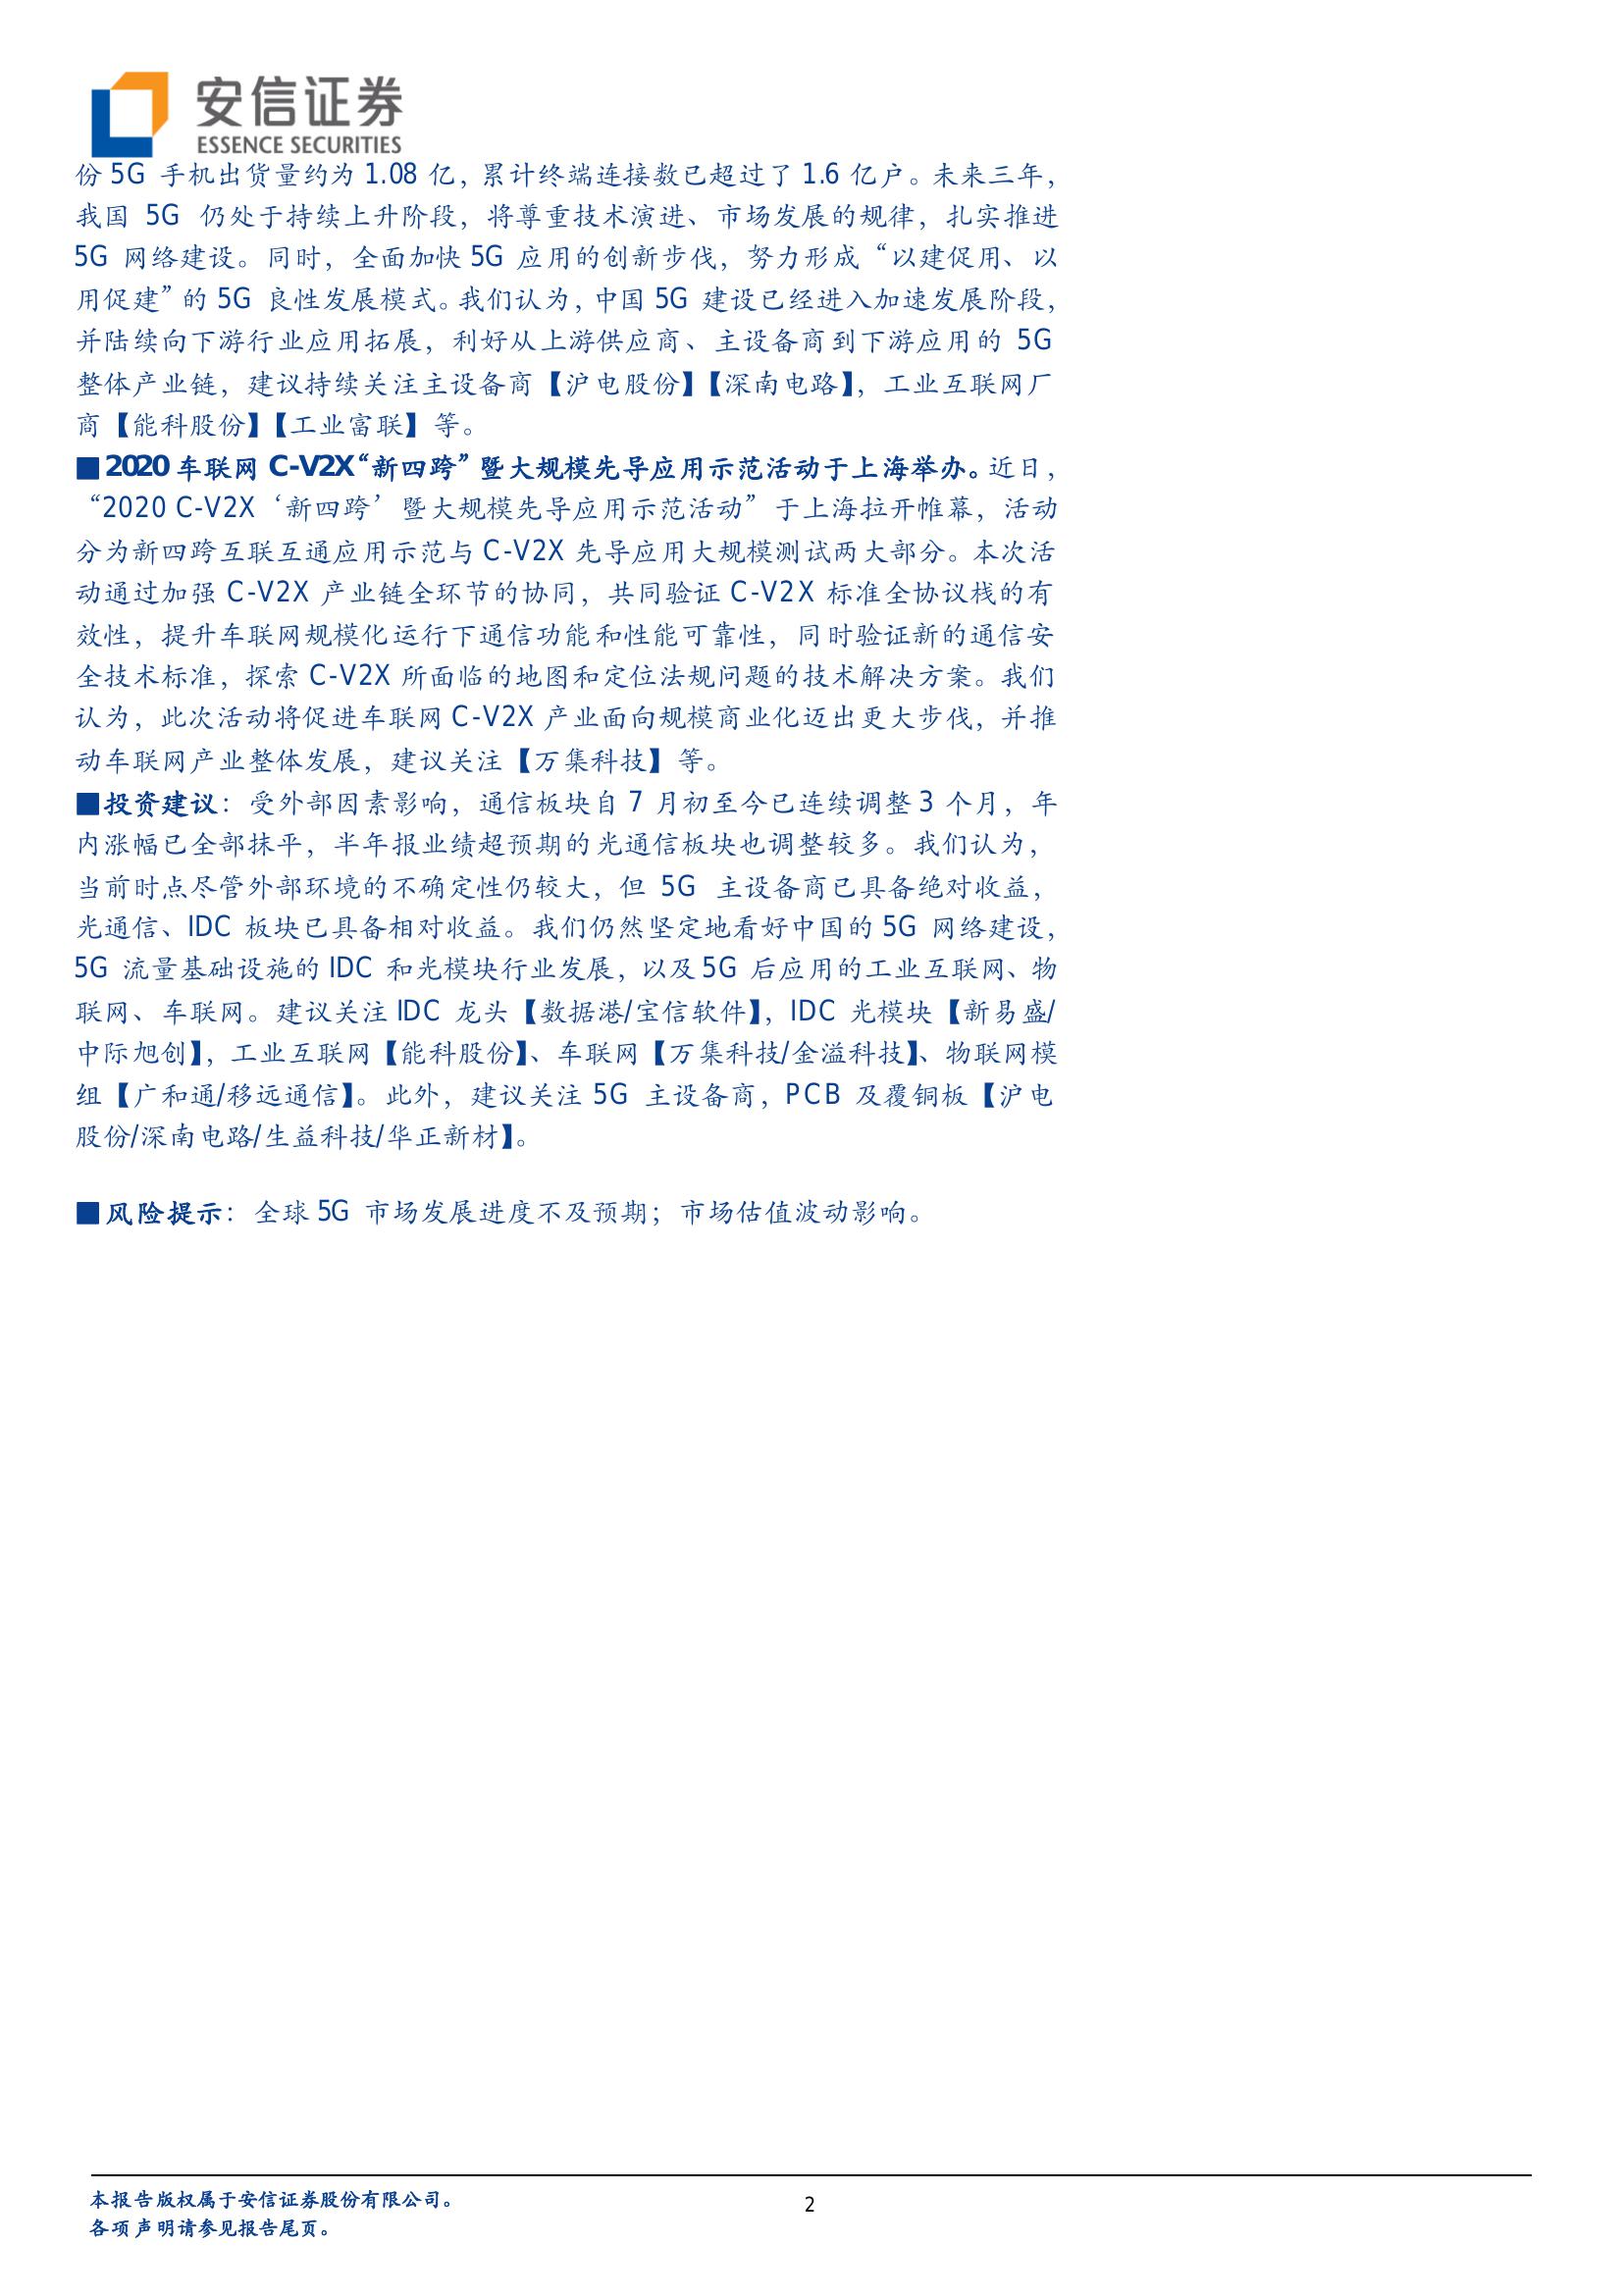 安信证券
ESSENCE SECURITIES
份 5G 手机出货量约为 1.08 亿，累计终端连接数已超过了 1.6 亿户。未来三年，
我国 5G 仍处于持续上升阶段，将尊重技术演进、市场发展的规律，扎实推进
5G 网络建设。同时，全面加快 5G 应用的创新步伐，努力形成“以建促用、以
用促建”的 5G 良性发展模式。我们认为，中国 5G 建设已经进入加速发展阶段，
并陆续向下游行业应用拓展，利好从上游供应商、主设备商到下游应用的 5G
整体产业链，建议持续关注主设备商【沪电股份】【深南电路】，工业互联网厂
商【能科股份】【工业富联】等。
■2020 车联网 C-V2X“新四跨”暨大规模先导应用示范活动于上海举办。近日，
“2020 C-V2X‘新四跨’暨大规模先导应用示范活动”于上海拉开帷幕，活动
分为新四跨互联互通应用示范与 C-V2X 先导应用大规模测试两大部分。本次活
动通过加强 C-V2X 产业链全环节的协同，共同验证 C-V2X 标准全协议栈的有
效性，提升车联网规模化运行下通信功能和性能可靠性，同时验证新的通信安
全技术标准，探索 C-V2X 所面临的地图和定位法规问题的技术解决方案。我们
认为，此次活动将促进车联网 C-V2X 产业面向规模商业化迈出更大步伐，并推
动车联网产业整体发展，建议关注【万集科技】等。
■投资建议：受外部因素影响，通信板块自 7 月初至今已连续调整 3 个月，年
内涨幅已全部抹平，半年报业绩超预期的光通信板块也调整较多。我们认为，
当前时点尽管外部环境的不确定性仍较大，但 5G 主设备商已具备绝对收益，
光通信、IDC 板块已具备相对收益。我们仍然坚定地看好中国的 5G 网络建设，
5G 流量基础设施的 IDC 和光模块行业发展，以及 5G 后应用的工业互联网、物
联网、车联网。建议关注 IDC 龙头【数据港/宝信软件】，IDC 光模块【新易盛/
中际旭创】，工业互联网【能科股份】、车联网【万集科技/金溢科技】、物联网模
组【广和通/移远通信】。此外，建议关注 5G 主设备商，PCB 及覆铜板【沪电
股份/深南电路/生益科技/华正新材】。
■风险提示：全球 5G 市场发展进度不及预期；市场估值波动影响。
本报告版权属于安信证券股份有限公司。
2
各项声明请参见报告尾页。